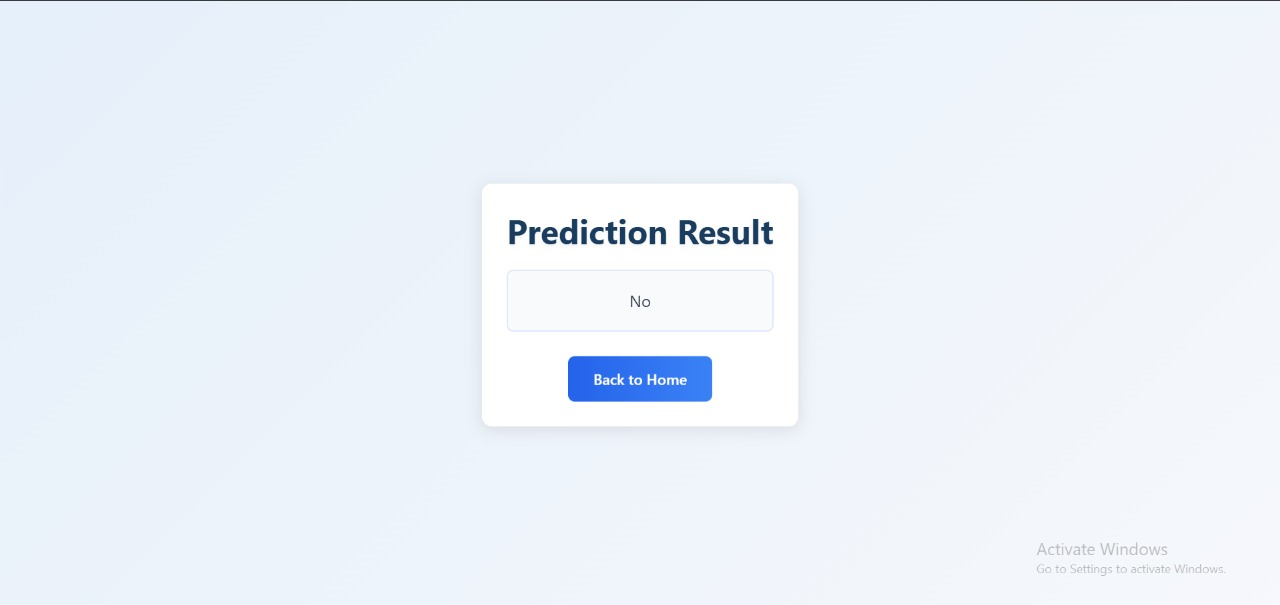 Prediction Result
No
Back to Home
Activate Windows
Go to Settings to activate Windows.